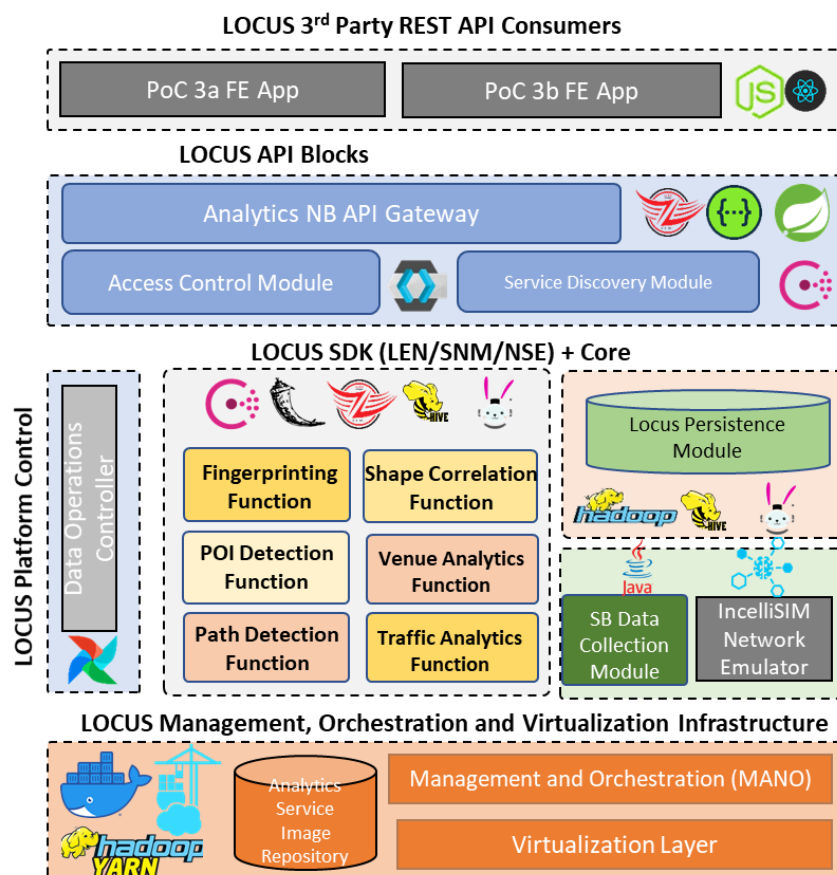 LOCUS 3rd Party REST API Consumers
PoC 3a FE App
PoC 3b FE App
JS
LOCUS API Blocks
Analytics NB API Gateway
{···}
Access Control Module
Service Discovery Module
LOCUS SDK (LEN/SNM/NSE) + Core
LOCUS Platform Control
Data Operations
Controller
HIVE
Fingerprinting
Function
Shape Correlation
Function
POI Detection
Function
Venue Analytics
Function
Path Detection
Function
Traffic Analytics
Function
Locus Persistence
Module
hadoop
HIVE
Java
SB Data
Collection
Module
IncelliSIM
Network
Emulator
LOCUS Management, Orchestration and Virtualization Infrastructure
hadoop
YARN
Analytics
Service
Image
Repository
Management and Orchestration (MANO)
Virtualization Layer